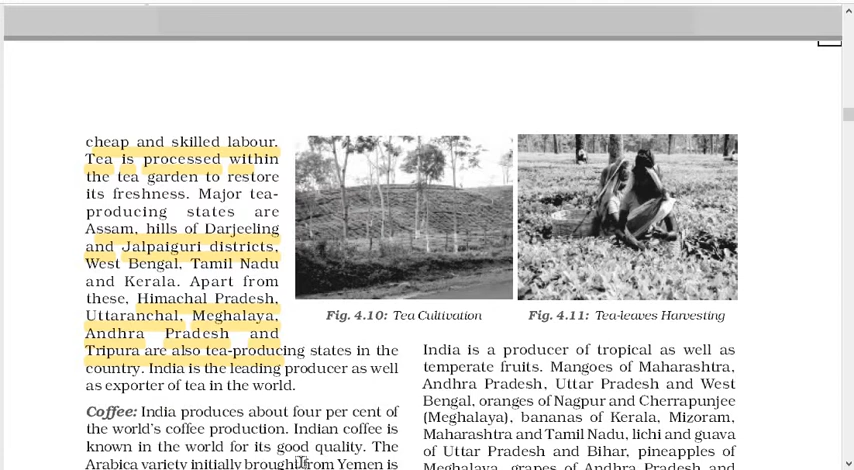 cheap and skilled labour.
Tea is processed within
the tea garden to restore
its freshness. Major tea-
producing states are
Assam, hills of Darjeeling
and Jalpaiguri districts,
West Bengal, Tamil Nadu
and Kerala. Apart from
these, Himachal Pradesh,
Uttaranchal, Meghalaya,
Andhra Pradesh and
Tripura are also tea-producing states in the
country. India is the leading producer as well
as exporter of tea in the world.
Coffee: India produces about four per cent of
the world's coffee production. Indian coffee is
known in the world for its good quality. The
Arabica variety initially brought from Yemen is
Fig. 4.10: Tea Cultivation
Fig. 4.11: Tea-leaves Harvesting
India is a producer of tropical as well as
temperate fruits. Mangoes of Maharashtra,
Andhra Pradesh, Uttar Pradesh and West
Bengal, oranges of Nagpur and Cherrapunjee
(Meghalaya), bananas of Kerala, Mizoram,
Maharashtra and Tamil Nadu, lichi and guava
of Uttar Pradesh and Bihar, pineapples of
Meghalaya, grapes of Andhra Pradesh and